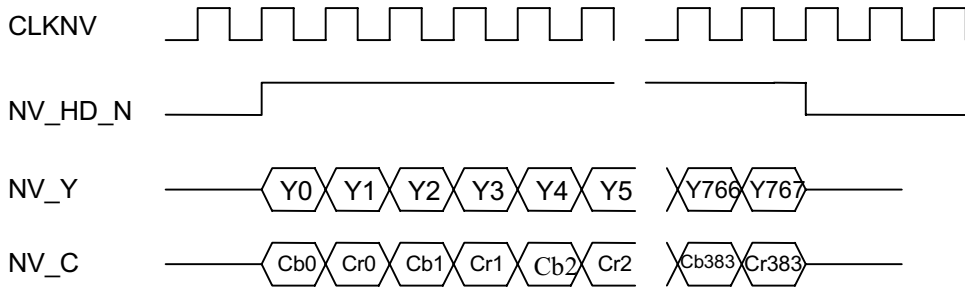 CLKNV
NV_HD_N
NV_Y Y0 Y1 Y2 Y3 Y4 Y5 Y766 Y767
NV_C Cb0 Cr0 Cb1 Cr1 Cb2 Cr2 Cb383 Cr383